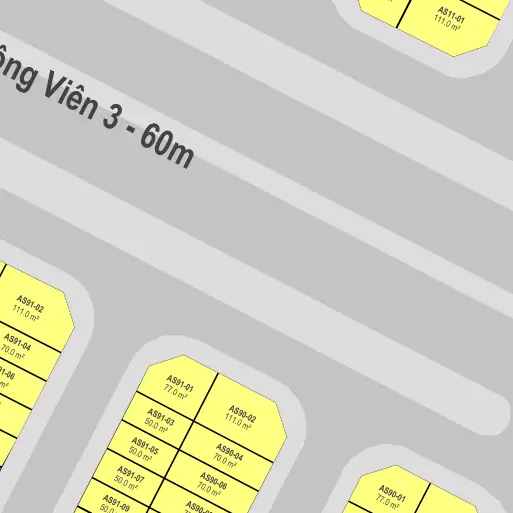 AS11-01
111.0 m²
Viên 3 - 60m
AS91-02
111.0 m²
AS91-04
70.0 m²
AS91-01
77.0 m²
AS90-02
111.0 m²
AS91-03
50.0 m²
AS90-04
70.0 m²
AS91-05
50.0 m²
AS90-06
70.0 m²
AS91-07
50.0 m²
AS91-09
50.0
AS90-01
77.0 m²